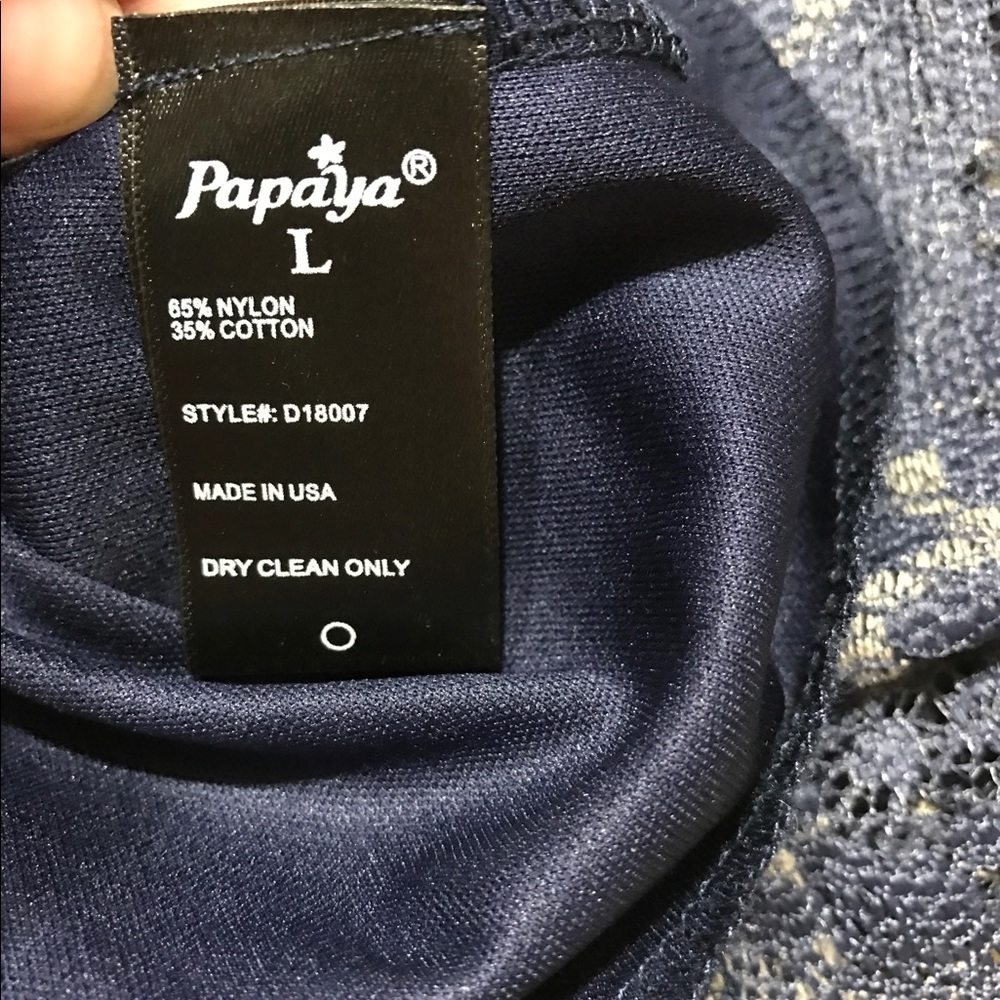 Papaya®
L
65% NYLON
35% COTTON
STYLE#: D18007
MADE IN USA
DRY CLEAN ONLY